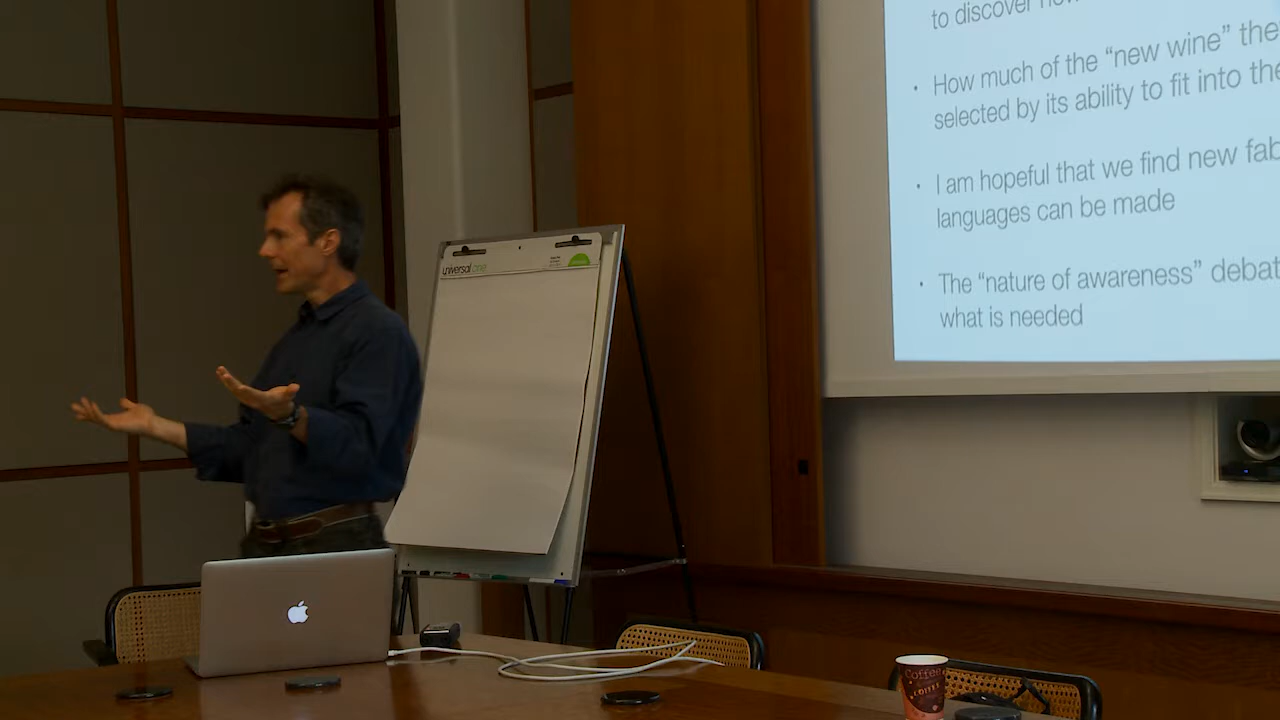 to discover
How much of the “new wine” the
selected by its ability to fit into the
I am hopeful that we find new fab
languages can be made
The “nature of awareness” debat
what is needed
universal one
Coffee
COFFEE